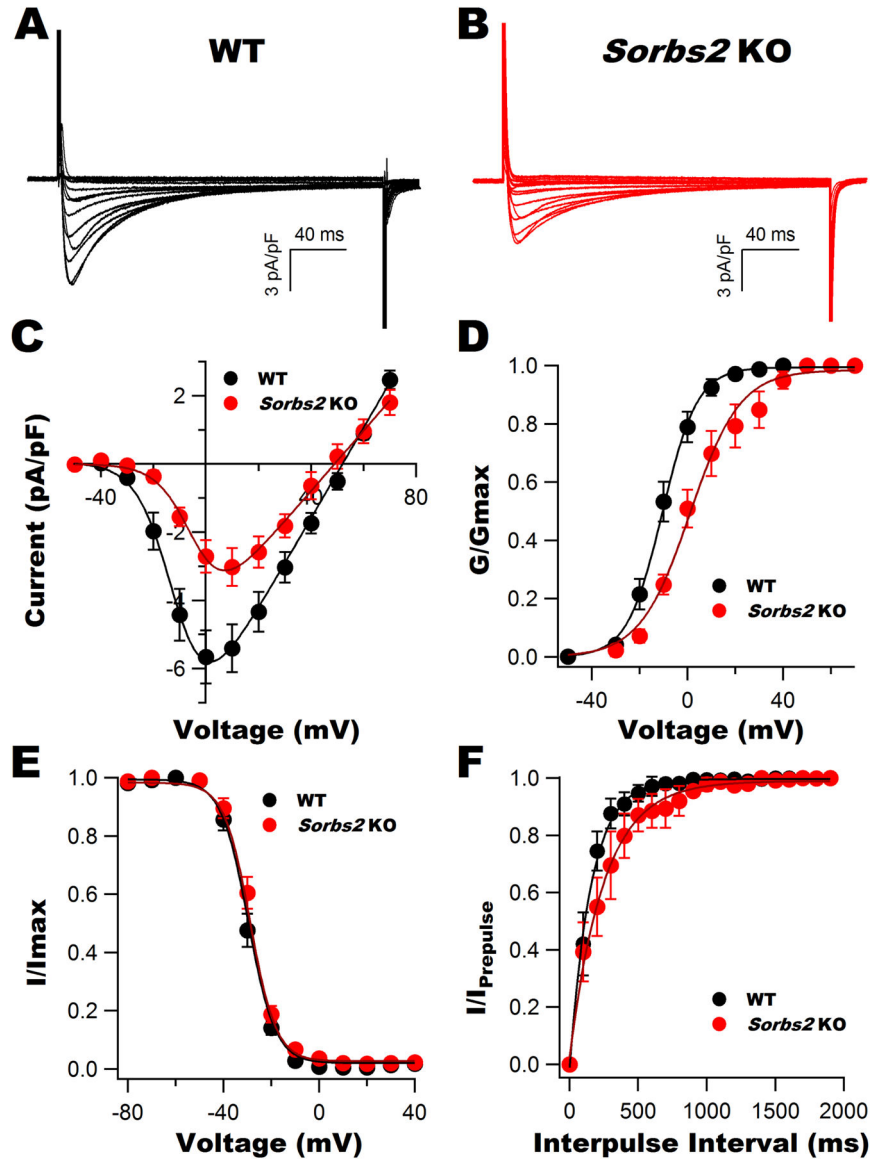 A
WT
B
Sorbs2 KO
40 ms
3 pA/pF
40 ms
3 pA/pF
C
WT
Sorbs2 KO
Current (pA/pF)
2
-2
-4
-6
-40
40
80
Voltage (mV)
D
G/Gmax
1.0
0.8
0.6
0.4
0.2
0.0
WT
Sorbs2 KO
-40
0
40
Voltage (mV)
E
I/Imax
1.0
0.8
0.6
0.4
0.2
0.0
WT
Sorbs2 KO
-80
-40
0
40
Voltage (mV)
F
I/IPrepulse
1.0
0.8
0.6
0.4
0.2
0.0
WT
Sorbs2 KO
0
500
1000
1500
2000
Interpulse Interval (ms)